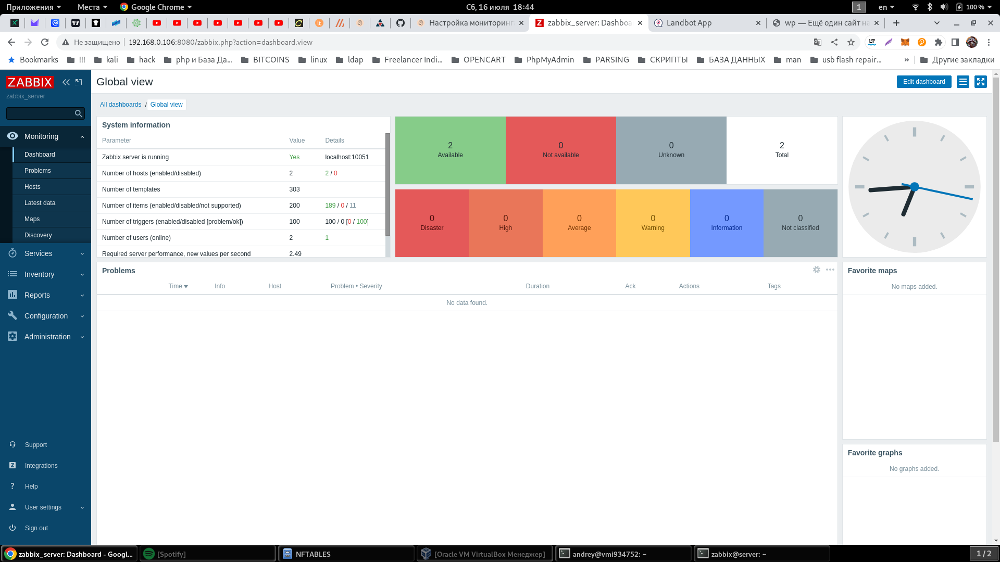 Приложения Места Google Chrome Сб, 16 июля 18:44 1 en 100 %
Настройка мониторинг zabbix_server: Dashboa Landbot App wp — Ещё один сайт на
Не защищено 192.168.0.106:8080/zabbix.php?action=dashboard.view
Bookmarks !!! kali hack php и База Да... BITCOINS linux ldap Freelancer Indi... OPENCART PhpMyAdmin PARSING СКРИПТЫ БАЗА ДАННЫХ man usb flash repair... » Другие закладки
ZABBIX
zabbix_server
Monitoring
Dashboard
Problems
Hosts
Latest data
Maps
Discovery
Services
Inventory
Reports
Configuration
Administration
Support
Integrations
Help
User settings
Sign out
Global view Edit dashboard
All dashboards / Global view
System information
Parameter Value Details
Zabbix server is running Yes localhost:10051
Number of hosts (enabled/disabled) 2 2 / 0
Number of templates 303
Number of items (enabled/disabled/not supported) 200 189 / 0 / 11
Number of triggers (enabled/disabled [problem/ok]) 100 100 / 0 [0 / 100]
Number of users (online) 2 1
Required server performance, new values per second 2.49
2 0 0 2
Available Not available Unknown Total
0 0 0 0 0 0
Disaster High Average Warning Information Not classified
Problems
Time Info Host Problem • Severity Duration Ack Actions Tags
No data found.
Favorite maps
No maps added.
Favorite graphs
No graphs added.
zabbix_server: Dashboard - Googl... [Spotify] NFTABLES [Oracle VM VirtualBox Менеджер] andrey@vmi934752: ~ zabbix@server: ~ 1 / 2